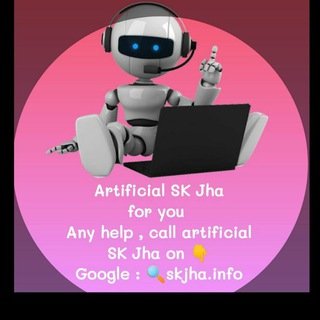 Artificial SK Jha
for you
Any help , call artificial
SK Jha on 👇
Google : 🔍skjha.info